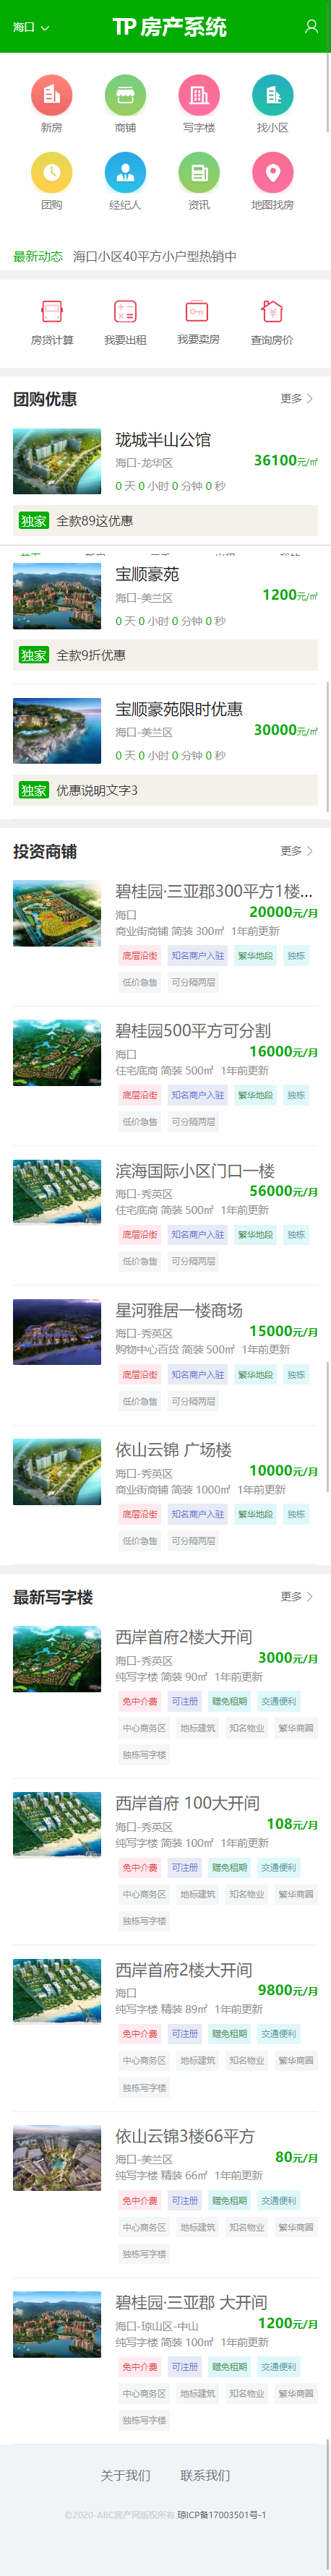 海口 TP 房产系统
新房 商铺 写字楼 找小区
团购 经纪人 资讯 地图找房
最新动态 海口小区40平方小户型热销中
房贷计算 我要出租 我要卖房 查询房价
团购优惠 更多
珑城半山公馆
海口-龙华区 36100元/㎡
0 天 0 小时 0 分钟 0 秒
独家 全款89这优惠
宝顺豪苑
海口-美兰区 1200元/㎡
0 天 0 小时 0 分钟 0 秒
独家 全款9折优惠
宝顺豪苑限时优惠
海口-美兰区 30000元/㎡
0 天 0 小时 0 分钟 0 秒
独家 优惠说明文字3
投资商铺 更多
碧桂园·三亚郡300平方1楼...
海口 20000元/月
商业街商铺 简装 300㎡ 1年前更新
底层沿街 知名商户入驻 繁华地段 独栋
低价急售 可分隔两层
碧桂园500平方可分割
海口 16000元/月
住宅底商 简装 500㎡ 1年前更新
底层沿街 知名商户入驻 繁华地段 独栋
低价急售 可分隔两层
滨海国际小区门口一楼
海口-秀英区 56000元/月
住宅底商 简装 500㎡ 1年前更新
底层沿街 知名商户入驻 繁华地段 独栋
低价急售 可分隔两层
星河雅居一楼商场
海口-秀英区 15000元/月
购物中心百货 简装 500㎡ 1年前更新
底层沿街 知名商户入驻 繁华地段 独栋
低价急售 可分隔两层
依山云锦 广场楼
海口-秀英区 10000元/月
商业街商铺 简装 1000㎡ 1年前更新
底层沿街 知名商户入驻 繁华地段 独栋
低价急售 可分隔两层
最新写字楼 更多
西岸首府2楼大开间
海口-秀英区 3000元/月
纯写字楼 简装 90㎡ 1年前更新
免中介费 可注册 赠免租期 交通便利
中心商务区 地标建筑 知名物业 繁华商圈
独栋写字楼
西岸首府 100大开间
海口-秀英区 108元/月
纯写字楼 简装 100㎡ 1年前更新
免中介费 可注册 赠免租期 交通便利
中心商务区 地标建筑 知名物业 繁华商圈
独栋写字楼
西岸首府2楼大开间
海口 9800元/月
纯写字楼 精装 89㎡ 1年前更新
免中介费 可注册 赠免租期 交通便利
中心商务区 地标建筑 知名物业 繁华商圈
独栋写字楼
依山云锦3楼66平方
海口-美兰区 80元/月
纯写字楼 精装 66㎡ 1年前更新
免中介费 可注册 赠免租期 交通便利
中心商务区 地标建筑 知名物业 繁华商圈
独栋写字楼
碧桂园·三亚郡 大开间
海口-琼山区-中山 1200元/月
纯写字楼 简装 100㎡ 1年前更新
免中介费 可注册 赠免租期 交通便利
中心商务区 地标建筑 知名物业 繁华商圈
独栋写字楼
关于我们 联系我们
©2020-ABC房产网版权所有 琼ICP备17003501号-1